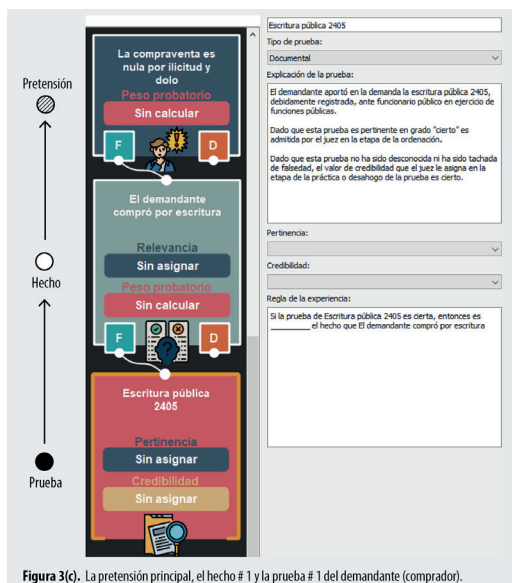 Pretensión
Hecho
Prueba
La compraventa es
nula por ilicitud y
dolo
Peso probatorio
Sin calcular
F
D
El demandante
compró por escritura
Relevancia
Sin asignar
Peso probatorio
Sin calcular
F
D
Escritura pública
2405
Pertinencia
Sin asignar
Credibilidad
Sin asignar
Escritura pública 2405
Tipo de prueba:
Documental
Explicación de la prueba:
El demandante aportó en la demanda la escritura pública 2405,
debidamente registrada, ante funcionario público en ejercicio de
funciones públicas.
Dado que esta prueba es pertinente en grado "cierto" es
admitida por el juez en la etapa de la ordenación.
Dado que esta prueba no ha sido desconocida ni ha sido tachada
de falsedad, el valor de credibilidad que el juez le asigna en la
etapa de la práctica o desahogo de la prueba es cierto.
Pertinencia:
Credibilidad:
Regla de la experiencia:
Si la prueba de Escritura pública 2405 es cierta, entonces es
________ el hecho que El demandante compró por escritura
Figura 3(c). La pretensión principal, el hecho # 1 y la prueba # 1 del demandante (comprador).